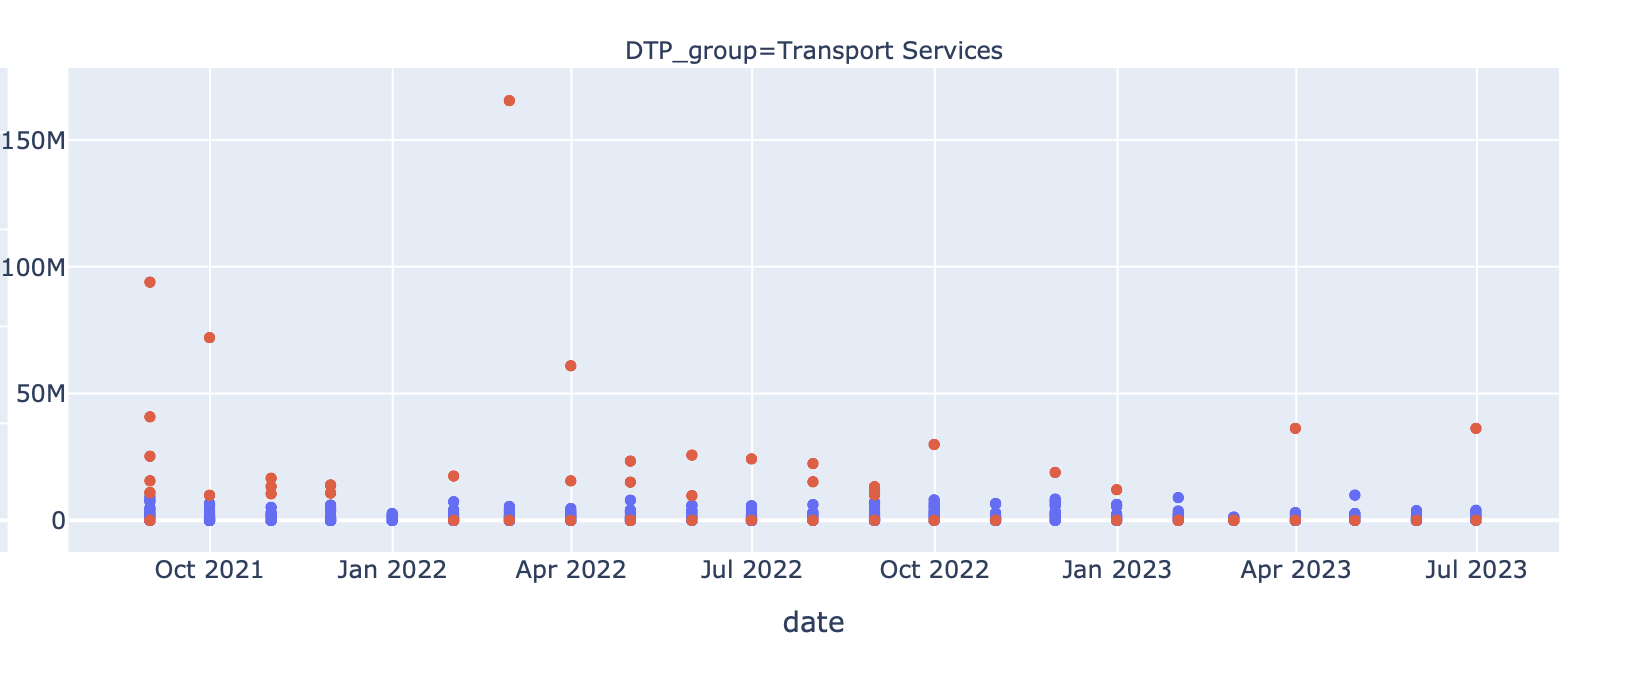 DTP_group=Transport Services
150M
100M
50M
0
Oct 2021 Jan 2022 Apr 2022 Jul 2022 Oct 2022 Jan 2023 Apr 2023 Jul 2023
date